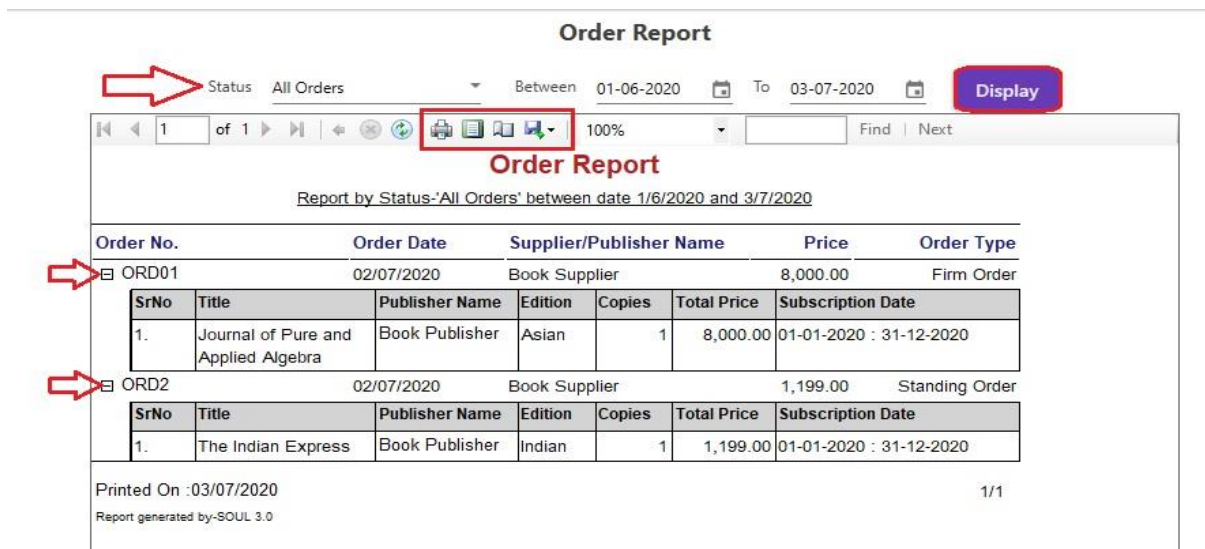 Order Report
Status All Orders Between 01-06-2020 To 03-07-2020 Display
1 of 1 100% Find | Next
Order Report
Report by Status-'All Orders' between date 1/6/2020 and 3/7/2020
Order No. Order Date Supplier/Publisher Name Price Order Type
ORD01 02/07/2020 Book Supplier 8,000.00 Firm Order
SrNo Title Publisher Name Edition Copies Total Price Subscription Date
1. Journal of Pure and Book Publisher Asian 1 8,000.00 01-01-2020 : 31-12-2020
Applied Algebra
ORD2 02/07/2020 Book Supplier 1,199.00 Standing Order
SrNo Title Publisher Name Edition Copies Total Price Subscription Date
1. The Indian Express Book Publisher Indian 1 1,199.00 01-01-2020 : 31-12-2020
Printed On :03/07/2020 1/1
Report generated by-SOUL 3.0